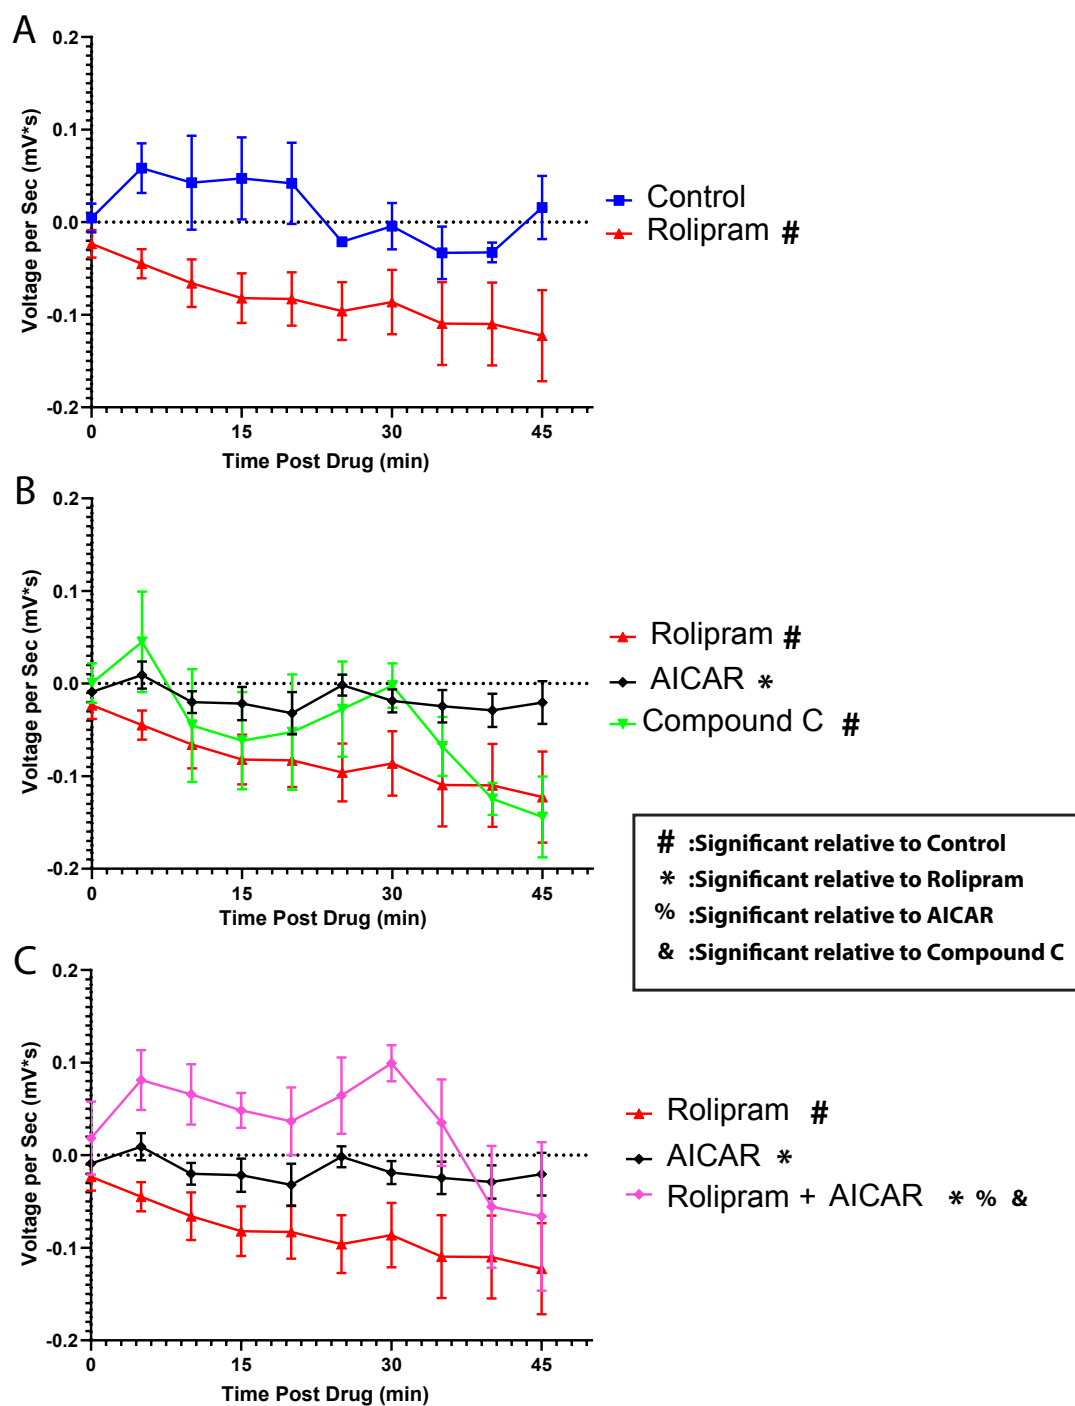 A
0.2
0.1
0.0
-0.1
-0.2
Voltage per Sec (mV*s)
0
15
30
45
Time Post Drug (min)
Control
Rolipram #
B
0.2
0.1
0.0
-0.1
-0.2
Voltage per Sec (mV*s)
0
15
30
45
Time Post Drug (min)
Rolipram #
AICAR *
Compound C #
# :Significant relative to Control
* :Significant relative to Rolipram
% :Significant relative to AICAR
& :Significant relative to Compound C
C
0.2
0.1
0.0
-0.1
-0.2
Voltage per Sec (mV*s)
0
15
30
45
Time Post Drug (min)
Rolipram #
AICAR *
Rolipram + AICAR * % &